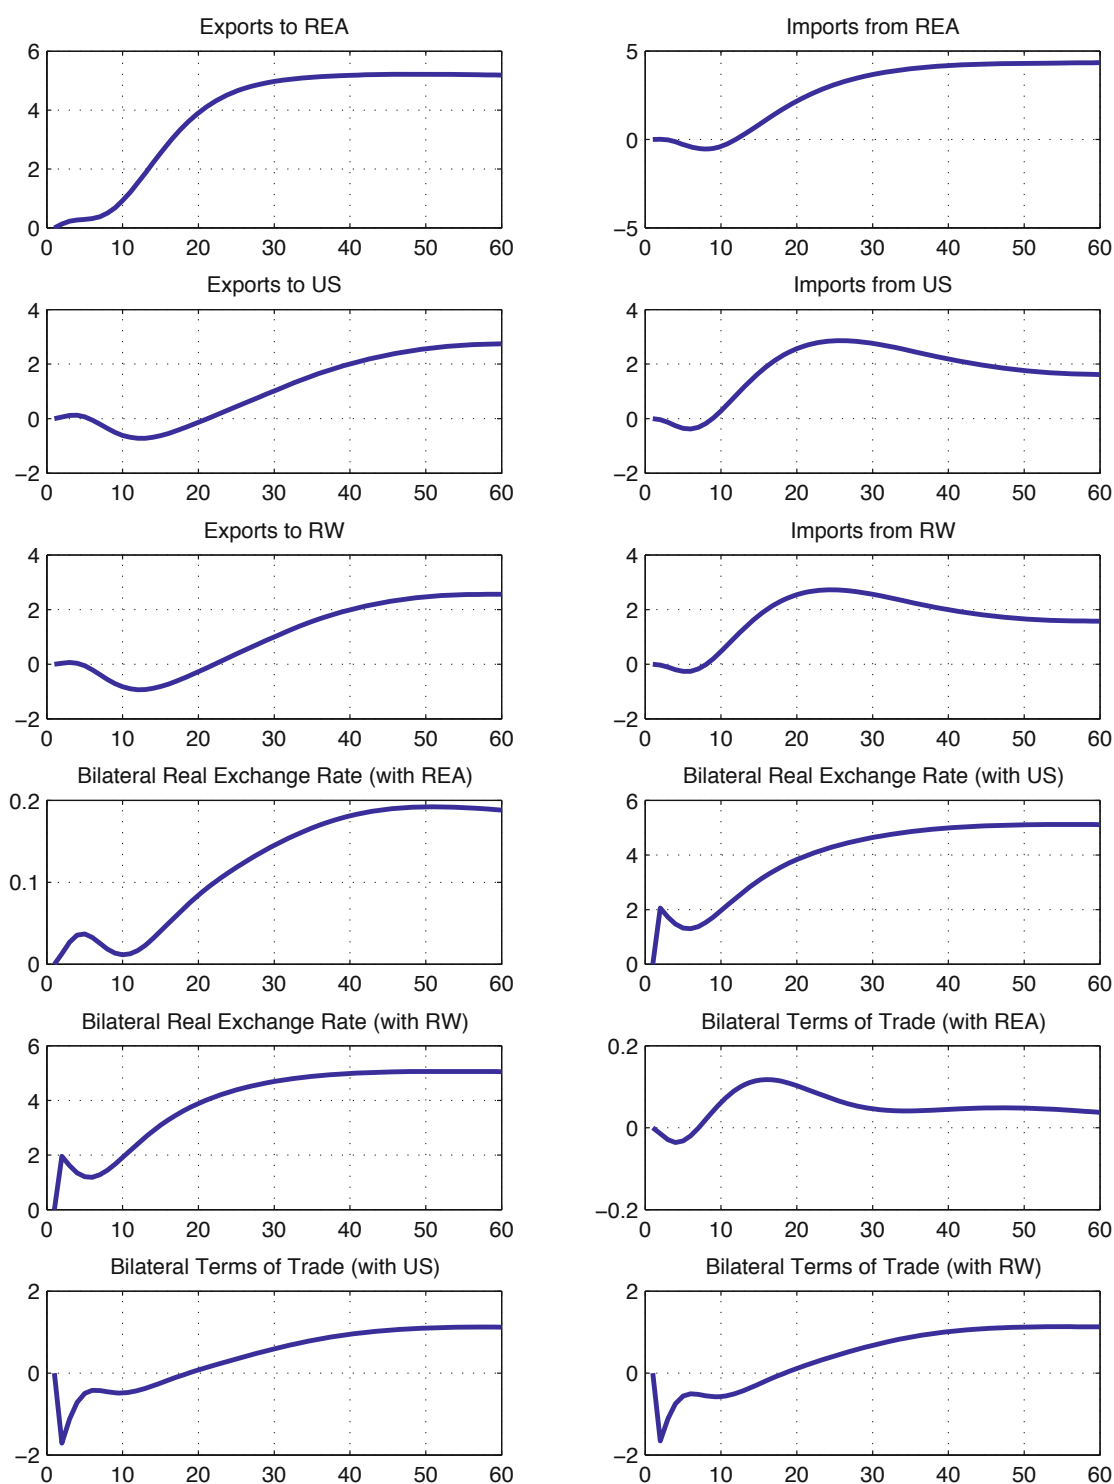 Exports to REA
Imports from REA
6
4
2
0
0 10 20 30 40 50 60
5
0
−5
0 10 20 30 40 50 60
Exports to US
Imports from US
4
2
0
−2
0 10 20 30 40 50 60
4
2
0
−2
0 10 20 30 40 50 60
Exports to RW
Imports from RW
4
2
0
−2
0 10 20 30 40 50 60
4
2
0
−2
0 10 20 30 40 50 60
Bilateral Real Exchange Rate (with REA)
Bilateral Real Exchange Rate (with US)
0.2
0.1
0
0 10 20 30 40 50 60
6
4
2
0
0 10 20 30 40 50 60
Bilateral Real Exchange Rate (with RW)
Bilateral Terms of Trade (with REA)
6
4
2
0
0 10 20 30 40 50 60
0.2
0
−0.2
0 10 20 30 40 50 60
Bilateral Terms of Trade (with US)
Bilateral Terms of Trade (with RW)
2
0
−2
0 10 20 30 40 50 60
2
0
−2
0 10 20 30 40 50 60